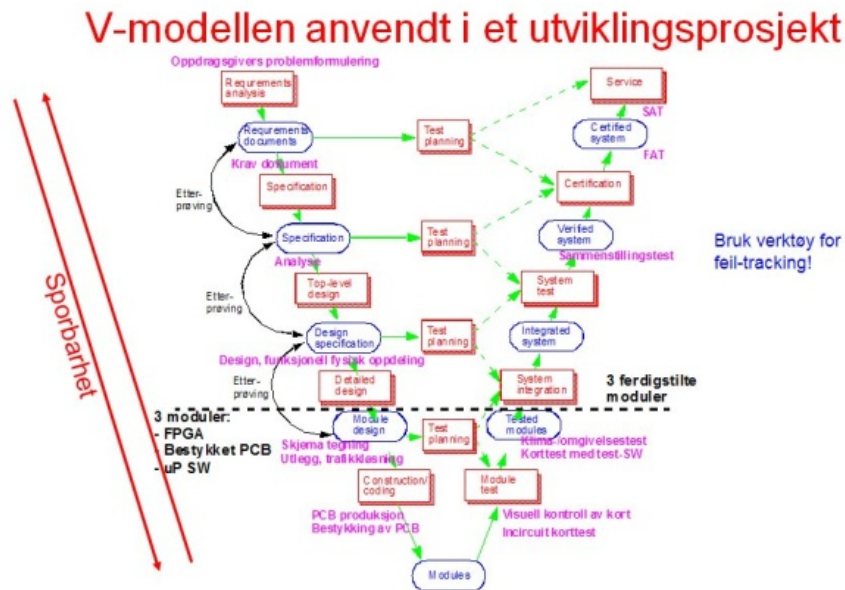 V-modellen anvendt i et utviklingsprosjekt
Oppdragsgivers problemformulering
Requrements
analysis
Service
SAT
Requrements
documents
Test
planning
Certified
system
FAT
Krav dokument
Etter-
prøving
Specification
Certification
Specification
Test
planning
Verified
system
Bruk verktøy for
feil-tracking!
Analyse
Sammenstillingstest
Sporbarhet
Etter-
prøving
Top-level
design
System
test
Design
specification
Test
planning
Integrated
system
Design, funksjonell fysisk oppdeling
Etter-
prøving
Detailed
design
System
integration
3 ferdigstilte
moduler
3 moduler:
- FPGA
- Bestykket PCB
- uP SW
Module
design
Test
planning
Tested
modules
Skjema tegning
Utlegg, trafikkløsning
Klima-/omgivelsestest
Korttest med test-SW
Construction/
coding
Module
test
PCB produksjon
Bestykking av PCB
Visuell kontroll av kort
Incircuit korttest
Modules